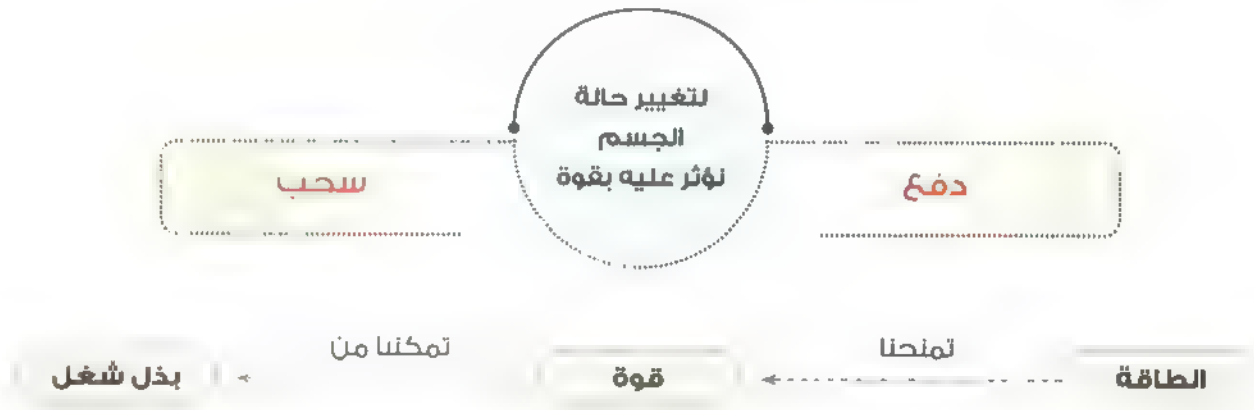 لتغيير حالة
الجسم
نؤثر عليه بقوة
دفع
سحب
الطاقة
تمنحنا
قوة
تمكننا من
بذل شغل